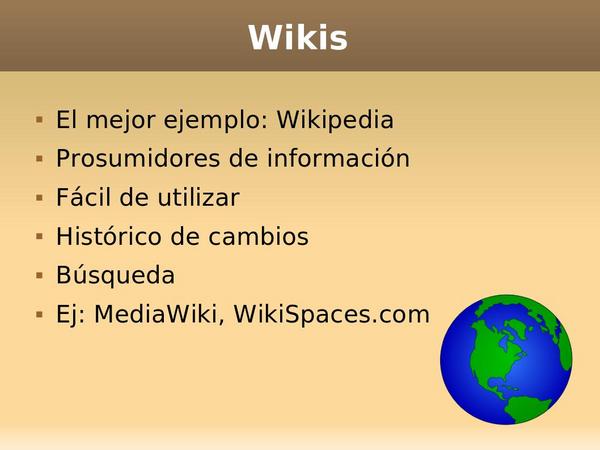 Wikis
El mejor ejemplo: Wikipedia
Prosumidores de información
Fácil de utilizar
Histórico de cambios
Búsqueda
Ej: MediaWiki, WikiSpaces.com